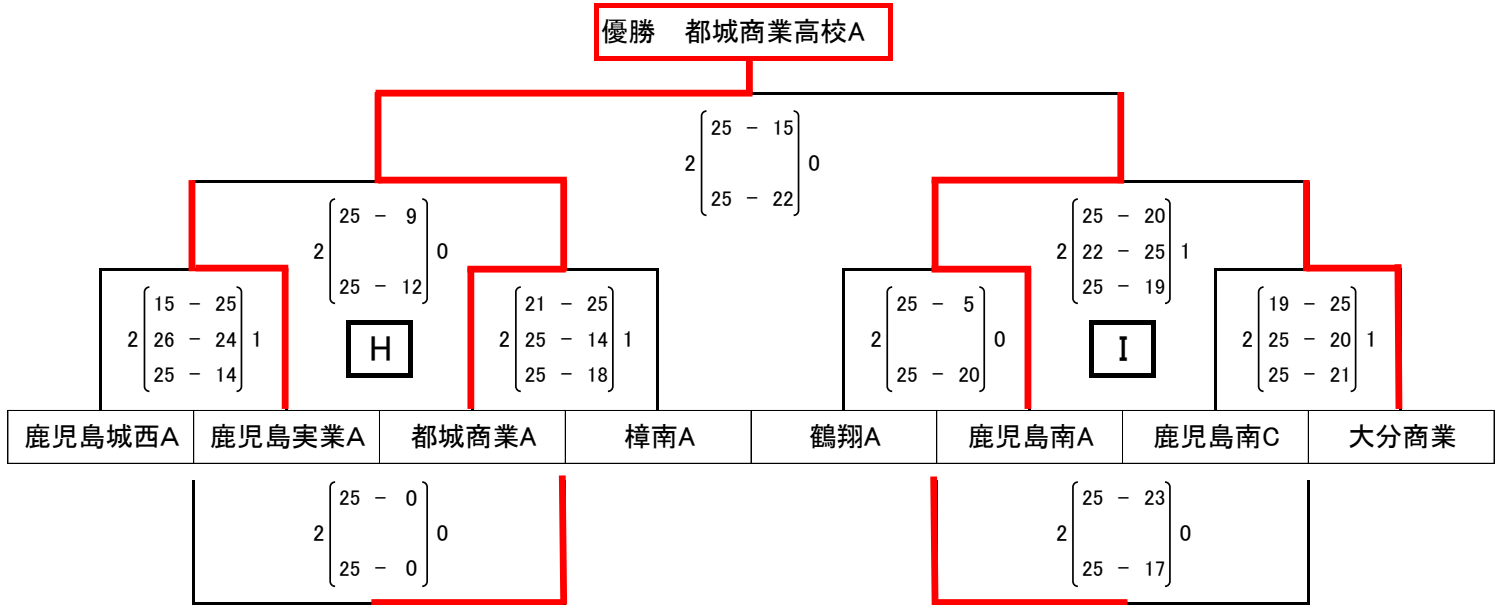 優勝　都城商業高校A
25 － 15
2 0
25 － 22
25 － 9
2 0
25 － 12
25 － 20
2 22 － 25 1
25 － 19
15 － 25
2 26 － 24 1
25 － 14
H
21 － 25
2 25 － 14 1
25 － 18
25 － 5
2 0
25 － 20
I
19 － 25
2 25 － 20 1
25 － 21
鹿児島城西A 鹿児島実業A 都城商業A 樟南A 鶴翔A 鹿児島南A 鹿児島南C 大分商業
25 － 0
2 0
25 － 0
25 － 23
2 0
25 － 17